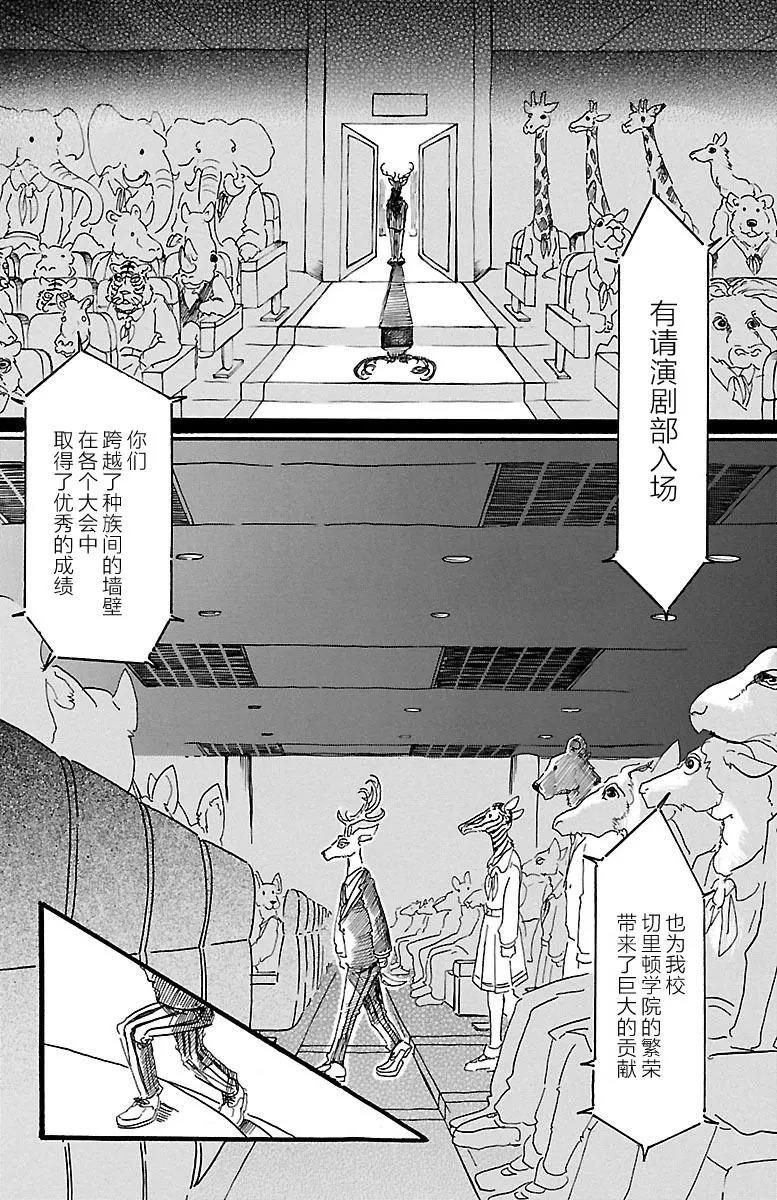 有请演剧部入场
你们
跨越了种族间的墙壁
在各个大会中
取得了优秀的成绩
也为我校
切里顿学院的繁荣
带来了巨大的贡献